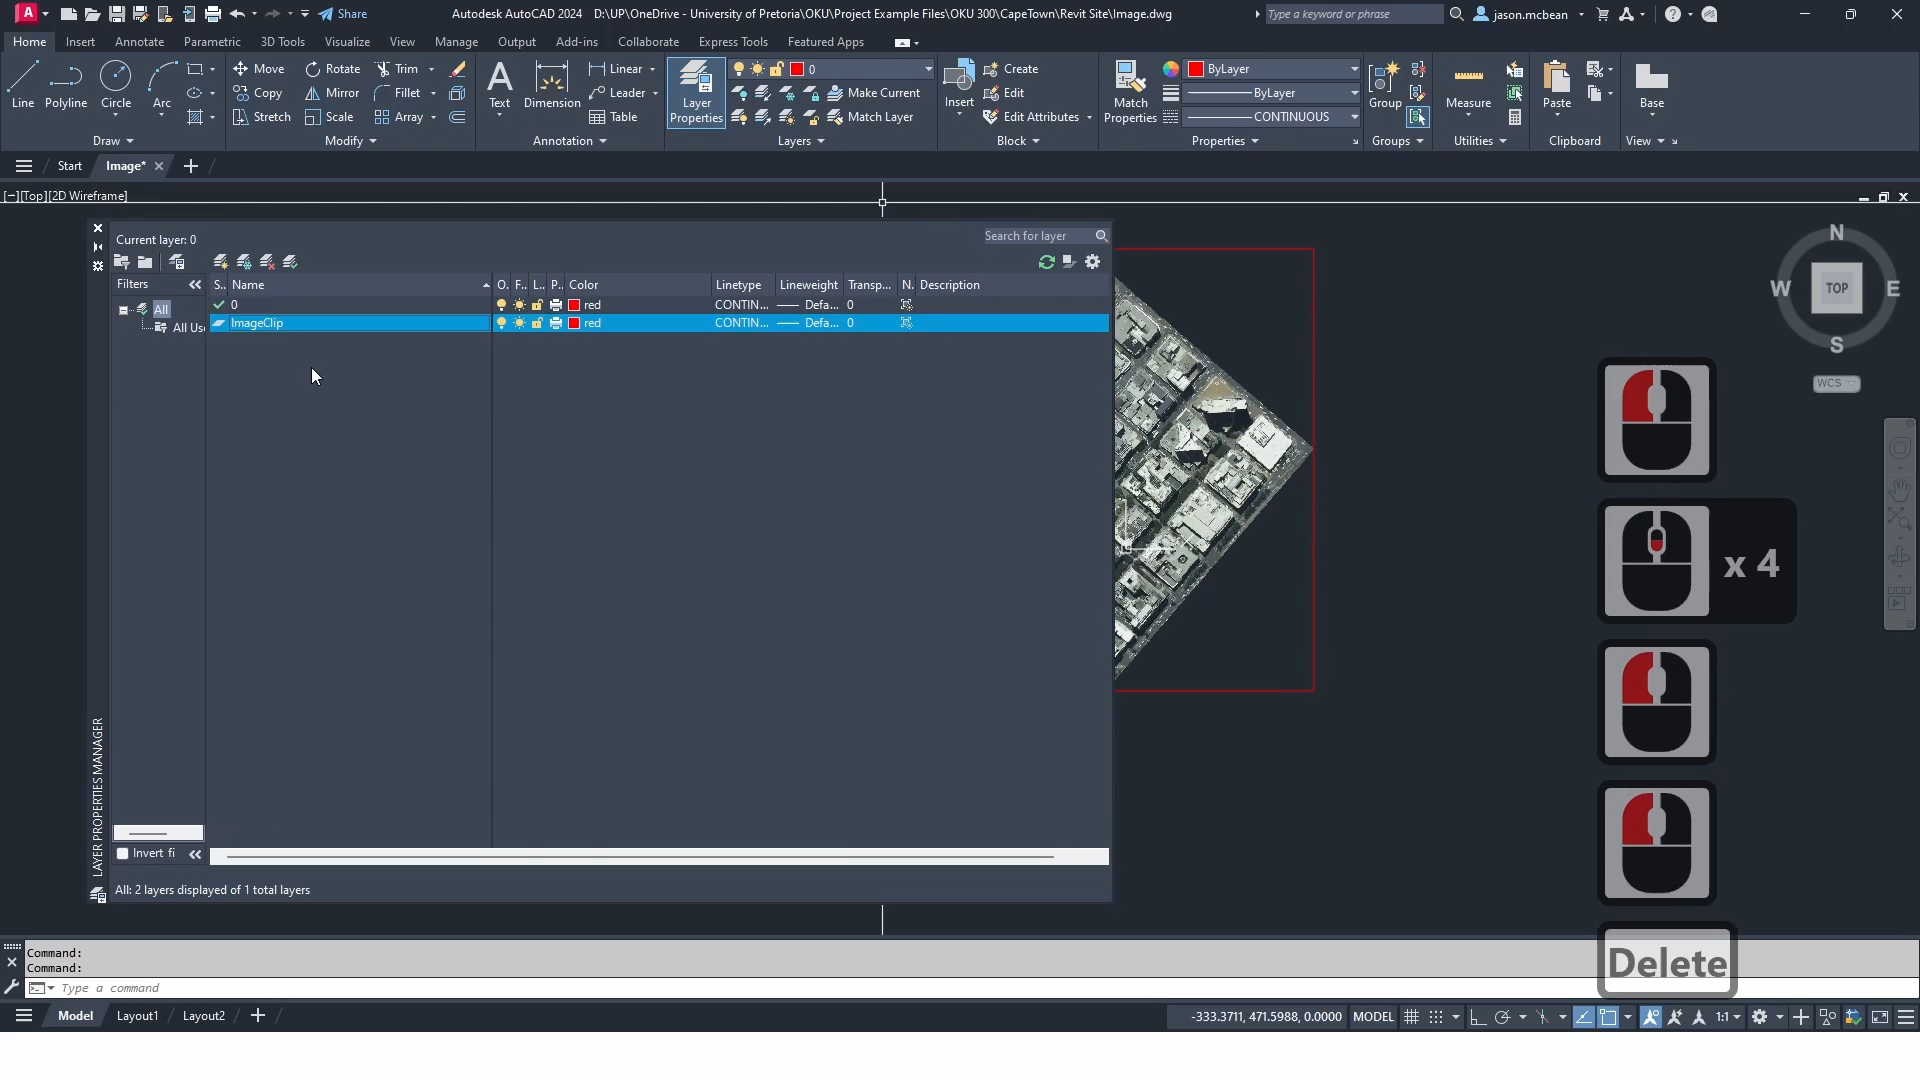 Share
Autodesk AutoCAD 2024 D:\UP\OneDrive - University of Pretoria\OKU\Project Example Files\OKU 300\CapeTown\Revit Site\Image.dwg
Type a keyword or phrase
jason.mcbean
Home Insert Annotate Parametric 3D Tools Visualize View Manage Output Add-ins Collaborate Express Tools Featured Apps
Line Polyline Circle Arc
Draw
Move Rotate Trim
Copy Mirror Fillet
Stretch Scale Array
Modify
Text Dimension
Linear
Leader
Table
Annotation
Layer Properties
0
Make Current
Match Layer
Layers
Insert
Create
Edit
Edit Attributes
Block
Match Properties
ByLayer
ByLayer
CONTINUOUS
Properties
Group
Groups
Measure
Utilities
Paste
Clipboard
Base
View
Start Image*
[−][Top][2D Wireframe]
Current layer: 0
Search for layer
Filters
S.. Name O. F.. L.. P.. Color Linetype Lineweight Transp... N. Description
All
All Us
0 red CONTIN... Defa... 0
ImageClip red CONTIN... Defa... 0
Invert fi
All: 2 layers displayed of 1 total layers
LAYER PROPERTIES MANAGER
N
W TOP E
S
WCS
x 4
Delete
Command:
Command:
Type a command
Model Layout1 Layout2
-333.3711, 471.5988, 0.0000 MODEL 1:1